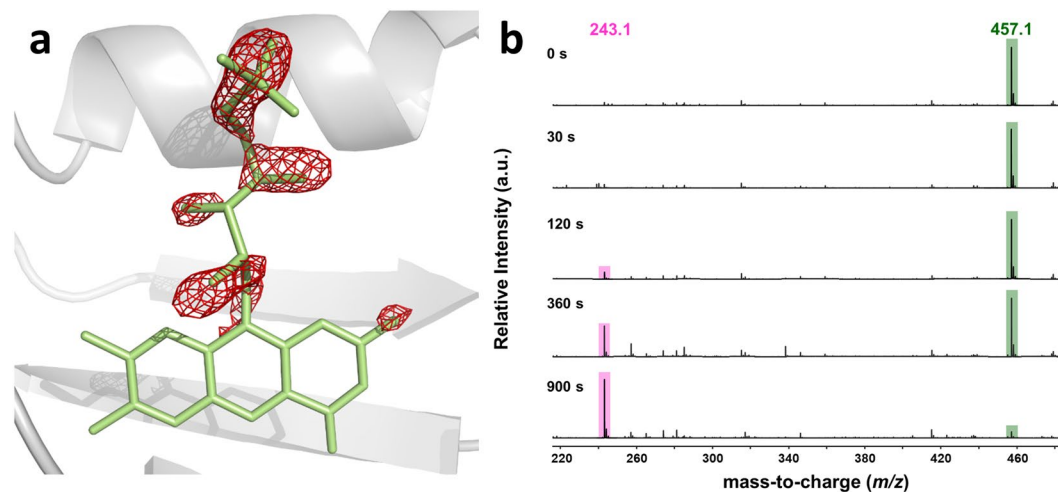 a
b
243.1
457.1
0 s
30 s
120 s
360 s
900 s
Relative Intensity (a.u.)
220 260 300 340 380 420 460
mass-to-charge (m/z)